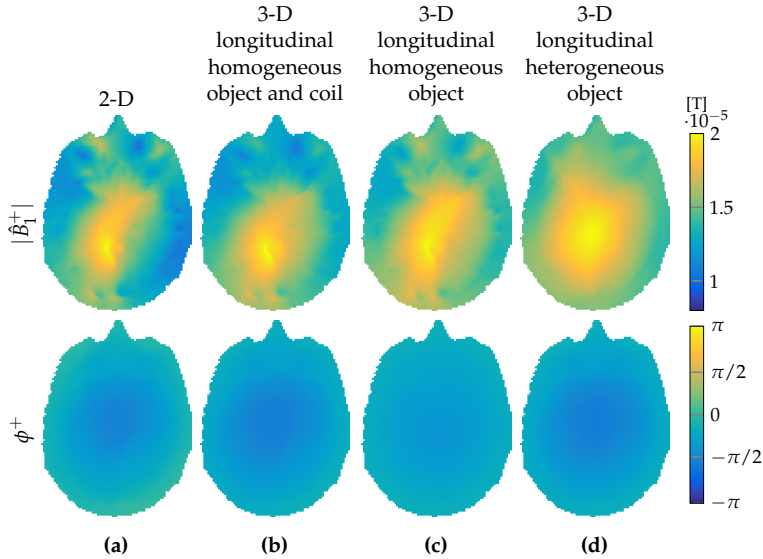 2-D
3-D
longitudinal
homogeneous
object and coil
3-D
longitudinal
homogeneous
object
3-D
longitudinal
heterogeneous
object
[T]
·10⁻⁵
2
1.5
1
|B̂₁⁺|
π
π/2
0
−π/2
−π
ϕ⁺
(a)
(b)
(c)
(d)